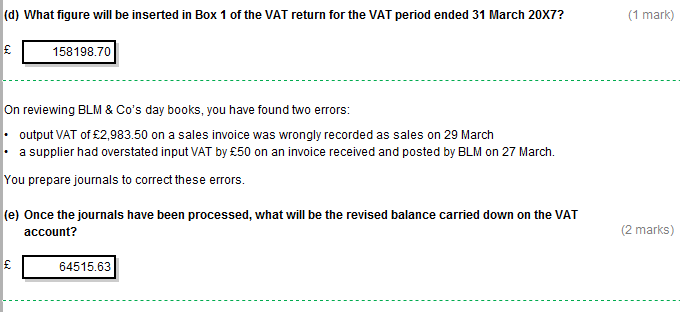 (d) What figure will be inserted in Box 1 of the VAT return for the VAT period ended 31 March 20X7? (1 mark)
£ 158198.70
On reviewing BLM & Co's day books, you have found two errors:
• output VAT of £2,983.50 on a sales invoice was wrongly recorded as sales on 29 March
• a supplier had overstated input VAT by £50 on an invoice received and posted by BLM on 27 March.
You prepare journals to correct these errors.
(e) Once the journals have been processed, what will be the revised balance carried down on the VAT
account? (2 marks)
£ 64515.63